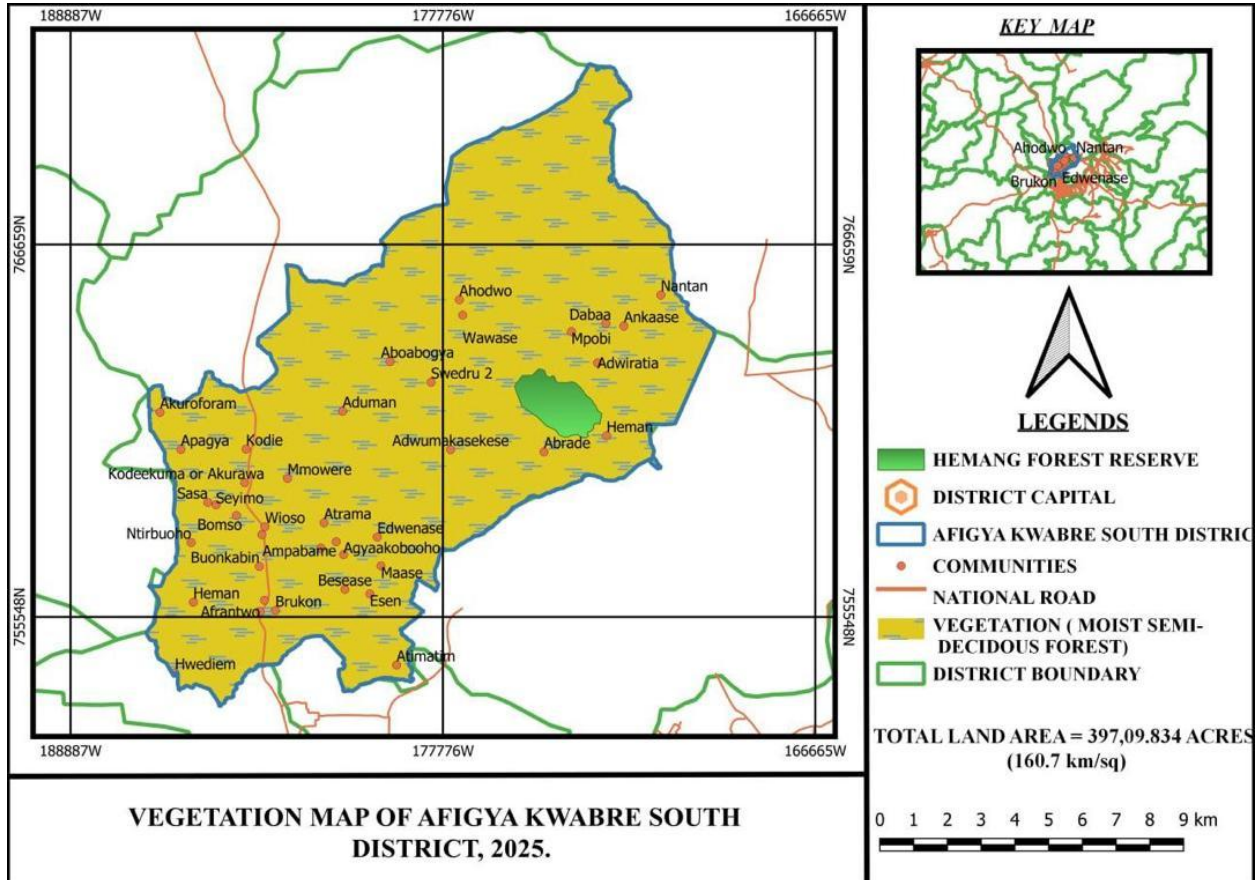 188887W 177776W 166665W
KEY MAP
Ahodwo Nantan
Brukon Edwenase
766659N 766659N
Nantan
Ahodwo
Dabaa Ankaase
Wawase Mpobi
Aboabogya Adwiratia
Swedru 2
Akuroforam Aduman
Heman
Apagya Kodie Adwumakasekese Abrade
Kodeekuma or Akurawa Mmowere
Sasa Seyimo
Bomso Wioso Atrama
Ntirbuoho Edwenase
Buonkabin Ampabame Agyaakobooho
Maase
Besease
Heman Brukon Esen
Afrantwo
755548N 755548N
Hwediem Atimatim
188887W 177776W 166665W
LEGENDS
HEMANG FOREST RESERVE
DISTRICT CAPITAL
AFIGYA KWABRE SOUTH DISTRIC
COMMUNITIES
NATIONAL ROAD
VEGETATION ( MOIST SEMI-
DECIDOUS FOREST)
DISTRICT BOUNDARY
TOTAL LAND AREA = 397,09.834 ACRES
(160.7 km/sq)
0 1 2 3 4 5 6 7 8 9 km
VEGETATION MAP OF AFIGYA KWABRE SOUTH
DISTRICT, 2025.